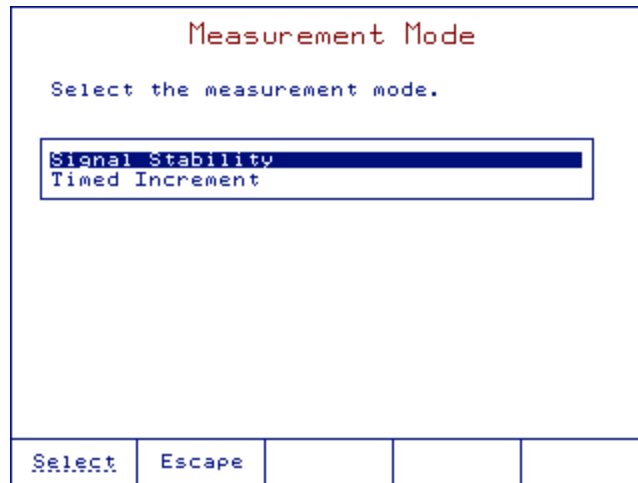 Measurement Mode
Select the measurement mode.
Signal Stability
Timed Increment
Select Escape